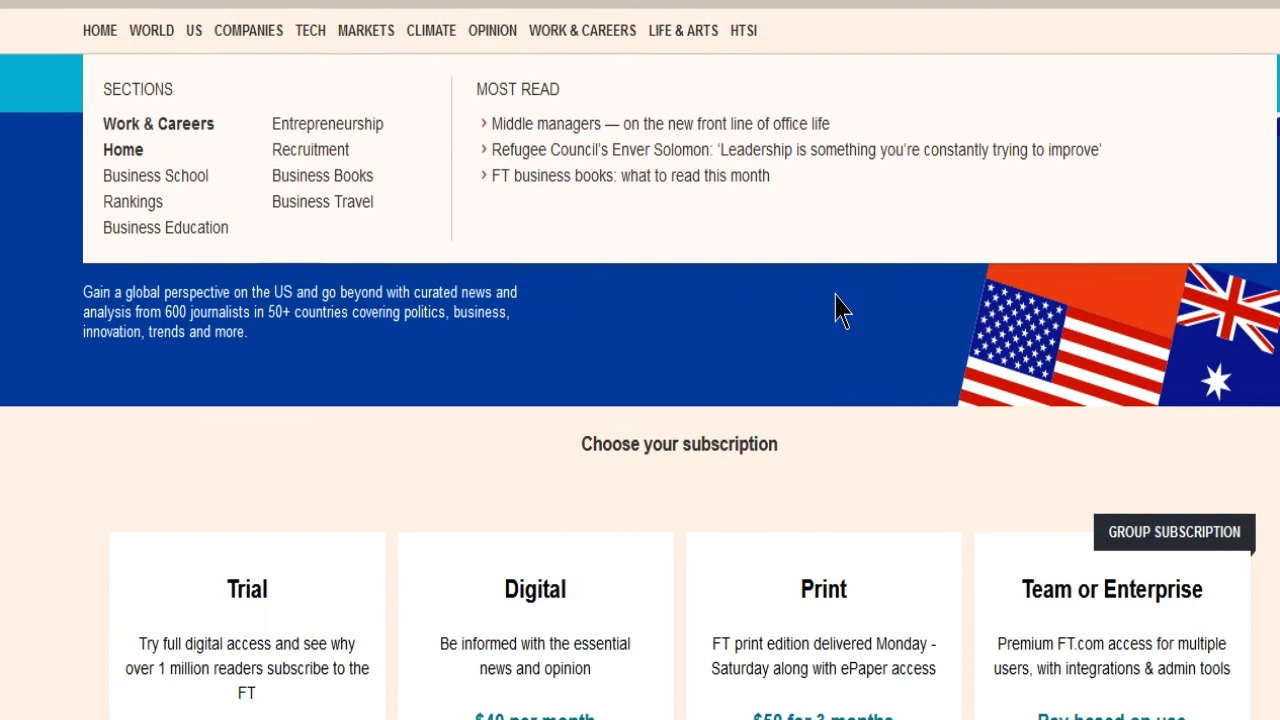 HOME WORLD US COMPANIES TECH MARKETS CLIMATE OPINION WORK & CAREERS LIFE & ARTS HTSI
SECTIONS
Work & Careers
Home
Business School
Rankings
Business Education
Entrepreneurship
Recruitment
Business Books
Business Travel
MOST READ
Middle managers — on the new front line of office life
Refugee Council's Enver Solomon: 'Leadership is something you're constantly trying to improve'
FT business books: what to read this month
Gain a global perspective on the US and go beyond with curated news and
analysis from 600 journalists in 50+ countries covering politics, business,
innovation, trends and more.
Choose your subscription
Trial
Try full digital access and see why
over 1 million readers subscribe to the
FT
Digital
Be informed with the essential
news and opinion
$40 per month
Print
FT print edition delivered Monday -
Saturday along with ePaper access
$50 for 3 months
GROUP SUBSCRIPTION
Team or Enterprise
Premium FT.com access for multiple
users, with integrations & admin tools
Pay based on use